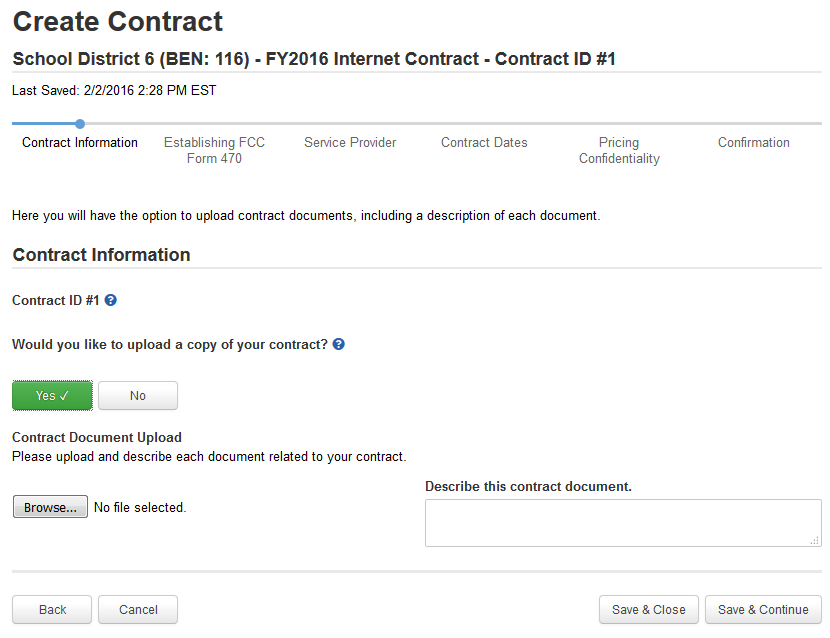 Create Contract
School District 6 (BEN: 116) - FY2016 Internet Contract - Contract ID #1
Last Saved: 2/2/2016 2:28 PM EST
Contract Information
Establishing FCC
Form 470
Service Provider
Contract Dates
Pricing
Confidentiality
Confirmation
Here you will have the option to upload contract documents, including a description of each document.
Contract Information
Contract ID #1 ?
Would you like to upload a copy of your contract? ?
Yes ✓ No
Contract Document Upload
Please upload and describe each document related to your contract.
Describe this contract document.
Browse... No file selected.
Back Cancel Save & Close Save & Continue